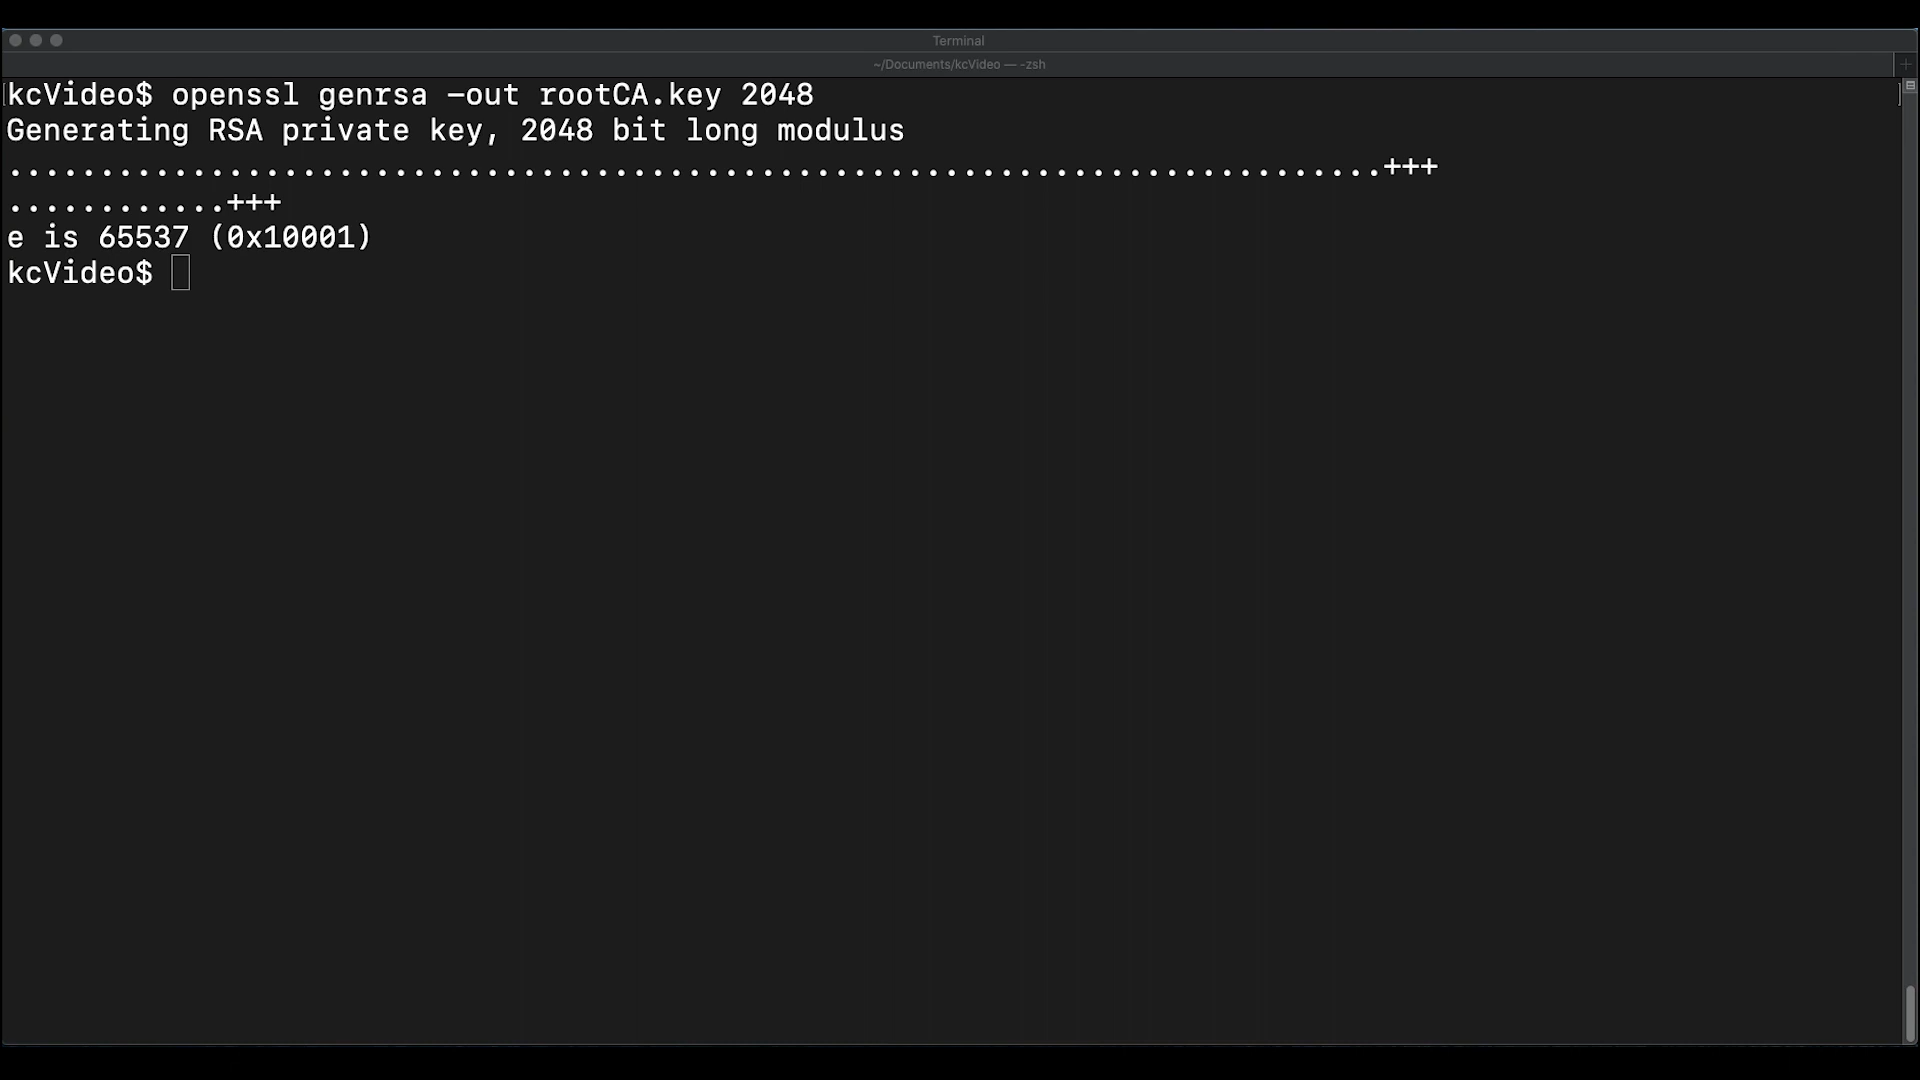 Terminal
~/Documents/kcVideo — -zsh
kcVideo$ openssl genrsa -out rootCA.key 2048
Generating RSA private key, 2048 bit long modulus
...........................................................................+++
............+++
e is 65537 (0x10001)
kcVideo$